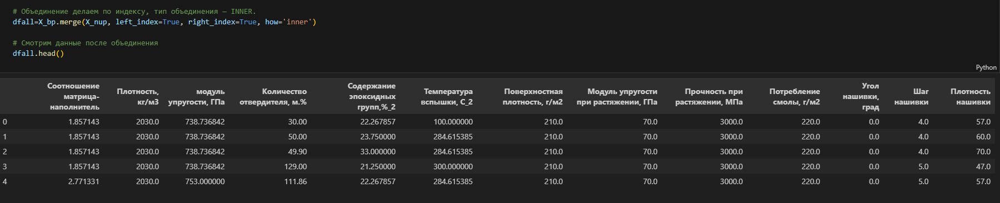 # Объединение делаем по индексу, тип объединения — INNER.
dfall=X_bp.merge(X_nup, left_index=True, right_index=True, how='inner')
# Смотрим данные после объединения
dfall.head()
Python
Соотношение матрица-наполнитель Плотность, кг/м3 модуль упругости, ГПа Количество отвердителя, м.% Содержание эпоксидных групп,%_2 Температура вспышки, С_2 Поверхностная плотность, г/м2 Модуль упругости при растяжении, ГПа Прочность при растяжении, МПа Потребление смолы, г/м2 Угол нашивки, град Шаг нашивки Плотность нашивки
0 1.857143 2030.0 738.736842 30.00 22.267857 100.000000 210.0 70.0 3000.0 220.0 0.0 4.0 57.0
1 1.857143 2030.0 738.736842 50.00 23.750000 284.615385 210.0 70.0 3000.0 220.0 0.0 4.0 60.0
2 1.857143 2030.0 738.736842 49.90 33.000000 284.615385 210.0 70.0 3000.0 220.0 0.0 4.0 70.0
3 1.857143 2030.0 738.736842 129.00 21.250000 300.000000 210.0 70.0 3000.0 220.0 0.0 5.0 47.0
4 2.771331 2030.0 753.000000 111.86 22.267857 284.615385 210.0 70.0 3000.0 220.0 0.0 5.0 57.0